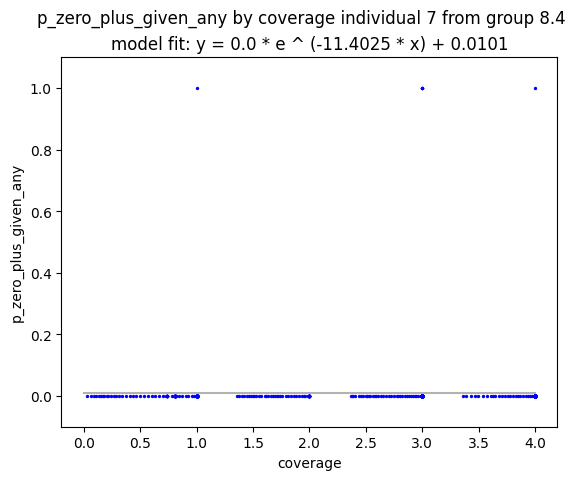 p_zero_plus_given_any by coverage individual 7 from group 8.4
model fit: y = 0.0 * e ^ (-11.4025 * x) + 0.0101
1.0
0.8
0.6
0.4
0.2
0.0
p_zero_plus_given_any
0.0 0.5 1.0 1.5 2.0 2.5 3.0 3.5 4.0
coverage